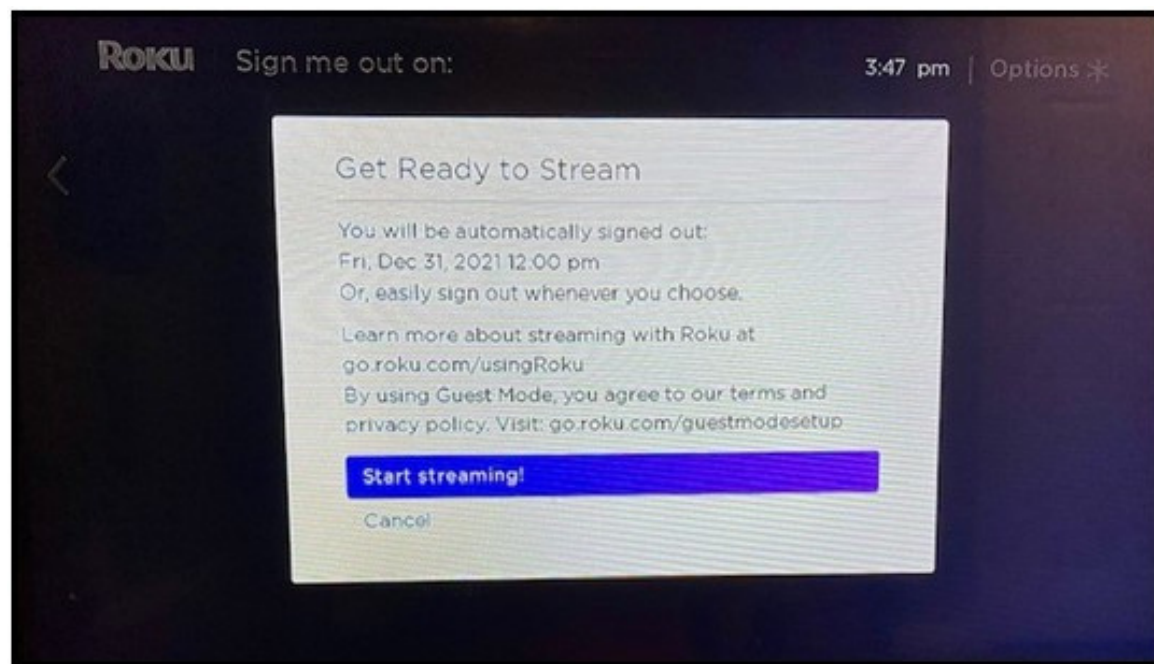 Roku Sign me out on: 3:47 pm | Options *
Get Ready to Stream
You will be automatically signed out:
Fri, Dec 31, 2021 12:00 pm
Or, easily sign out whenever you choose.
Learn more about streaming with Roku at
go.roku.com/usingRoku
By using Guest Mode, you agree to our terms and
privacy policy. Visit: go.roku.com/guestmodesetup
Start streaming!
Cancel